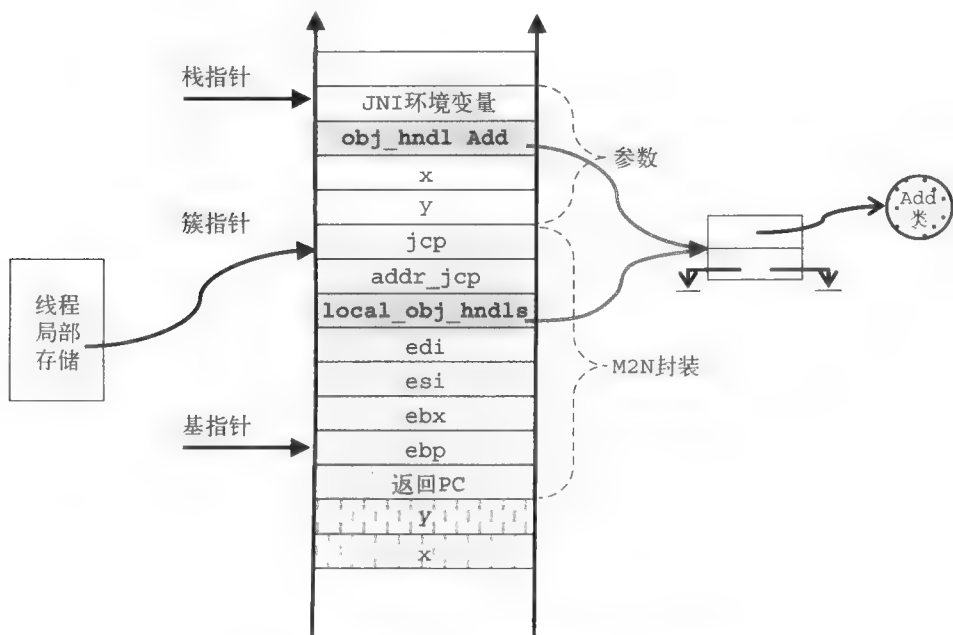 栈指针
JNI环境变量
obj_hndl Add
参数
x
y
Add
类
簇指针
jcp
addr_jcp
线程
局部
存储
local_obj_hndls
edi
M2N封装
esi
基指针
ebx
ebp
返回PC
y
x